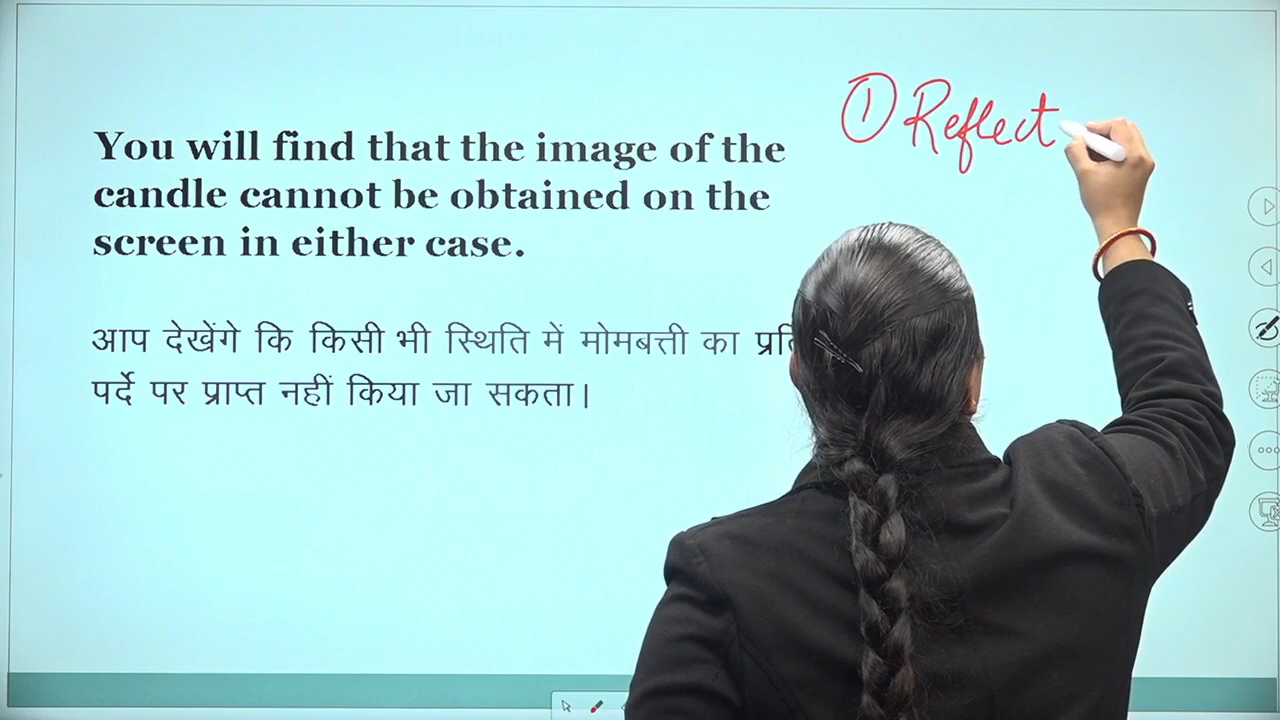 You will find that the image of the
candle cannot be obtained on the
screen in either case.
आप देखेंगे कि किसी भी स्थिति में मोमबत्ती का
पर्दे पर प्राप्त नहीं किया जा सकता।
① Reflect